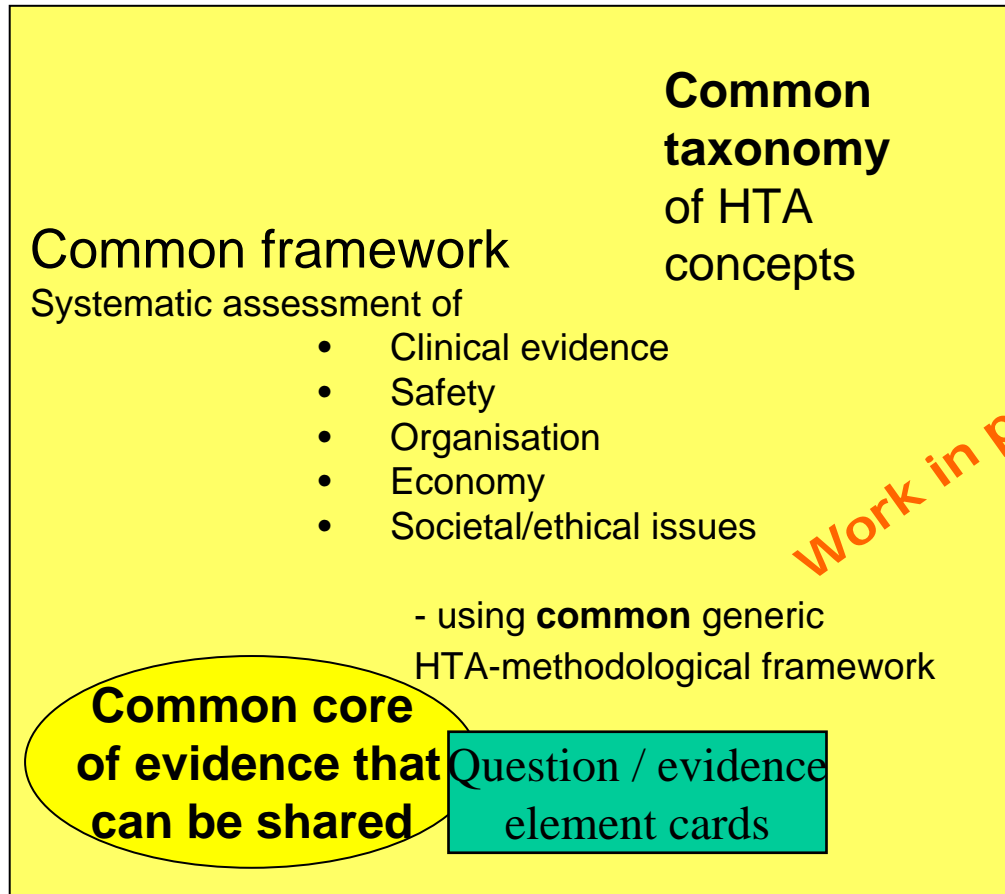 Common
taxonomy
of HTA
concepts
Common framework
Systematic assessment of
• Clinical evidence
• Safety
• Organisation
• Economy
• Societal/ethical issues
Work in
- using common generic
HTA-methodological framework
Common core
of evidence that
can be shared
Question / evidence
element cards